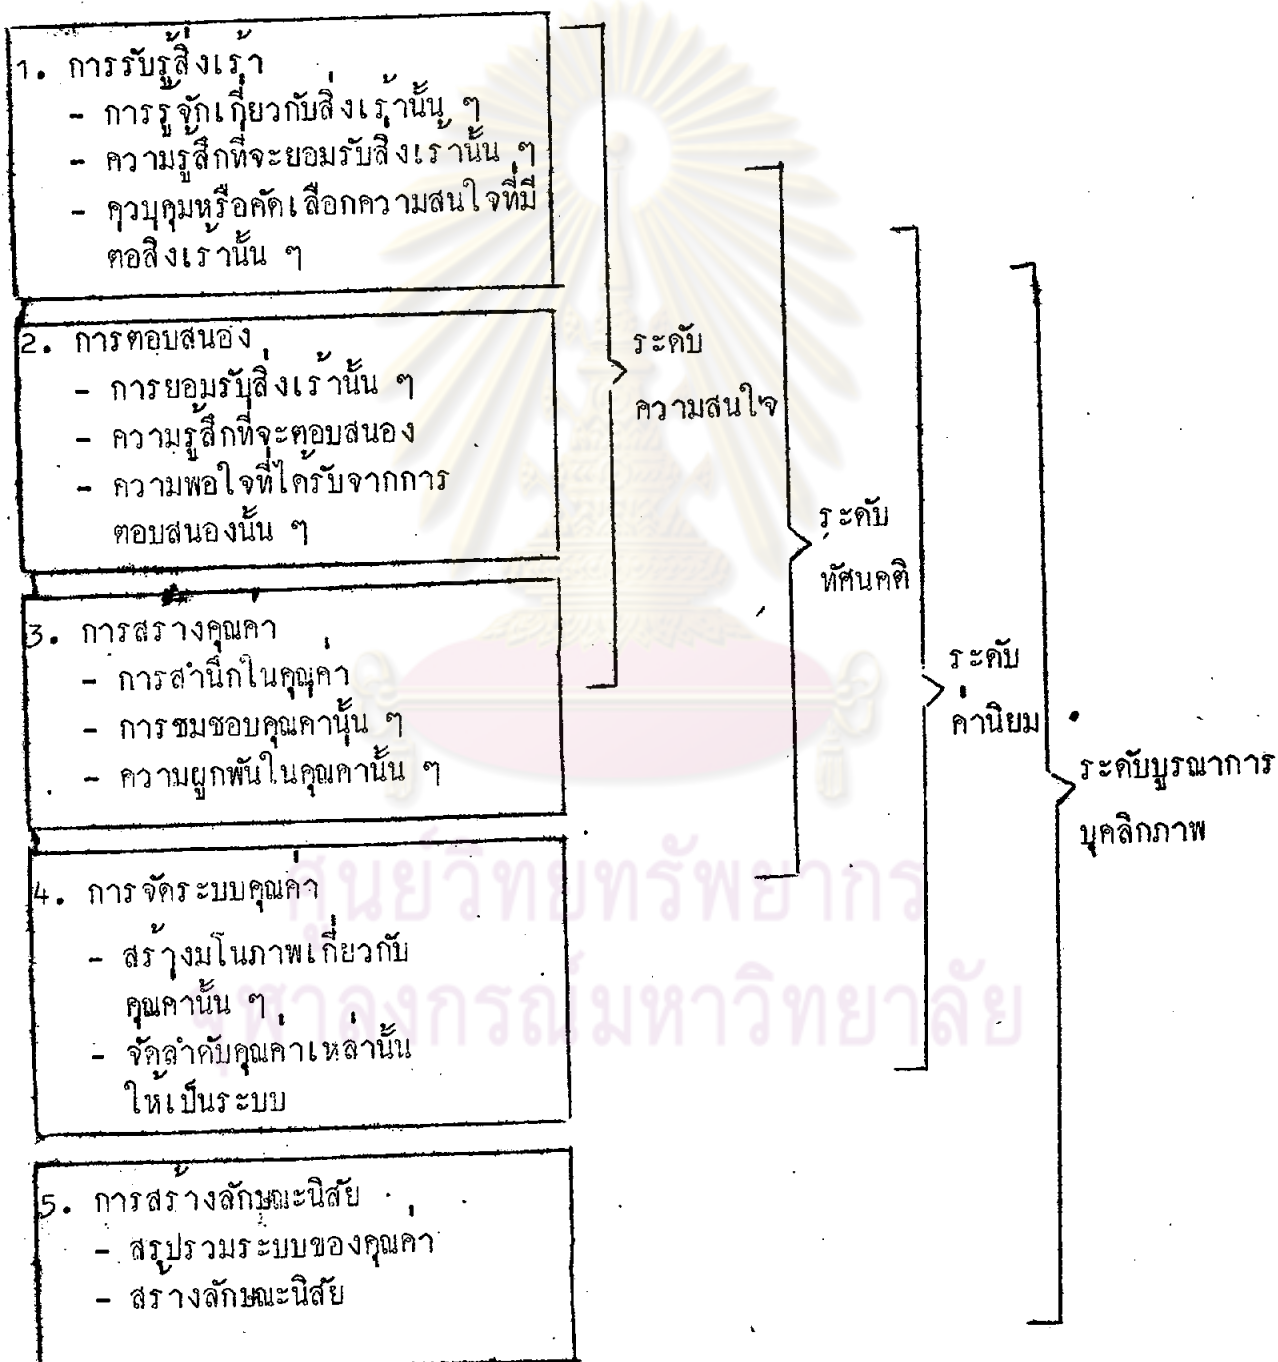 1. การรับรู้สิ่งเร้า
- การรู้จักเกี่ยวกับสิ่งเร้านั้น ๆ
- ความรู้สึกที่จะยอมรับสิ่งเร้านั้น ๆ
- ควบคุมหรือคัดเลือกความสนใจที่มี
ต่อสิ่งเร้านั้น ๆ
2. การตอบสนอง
- การยอมรับสิ่งเร้านั้น ๆ
- ความรู้สึกที่จะตอบสนอง
- ความพอใจที่ได้รับจากการ
ตอบสนองนั้น ๆ
3. การสร้างคุณค่า
- การสำนึกในคุณค่า
- การชมชอบคุณค่านั้น ๆ
- ความผูกพันในคุณค่านั้น ๆ
4. การจัดระบบคุณค่า
- สร้างมโนภาพเกี่ยวกับ
คุณค่านั้น ๆ
- จัดลำดับคุณค่าเหล่านั้น
ให้เป็นระบบ
5. การสร้างลักษณะนิสัย
- สรุปรวมระบบของคุณค่า
- สร้างลักษณะนิสัย
ระดับ
ความสนใจ
ระดับ
ทัศนคติ
ระดับ
ค่านิยม
ระดับบูรณาการ
บุคลิกภาพ
ศูนย์วิทยทรัพยากร
จุฬาลงกรณ์มหาวิทยาลัย